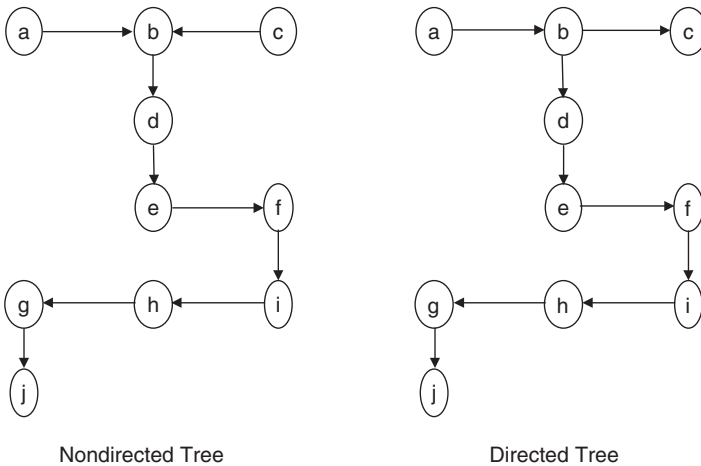 a b c a b c
d d
e f e f
g h i g h i
j j
Nondirected Tree Directed Tree